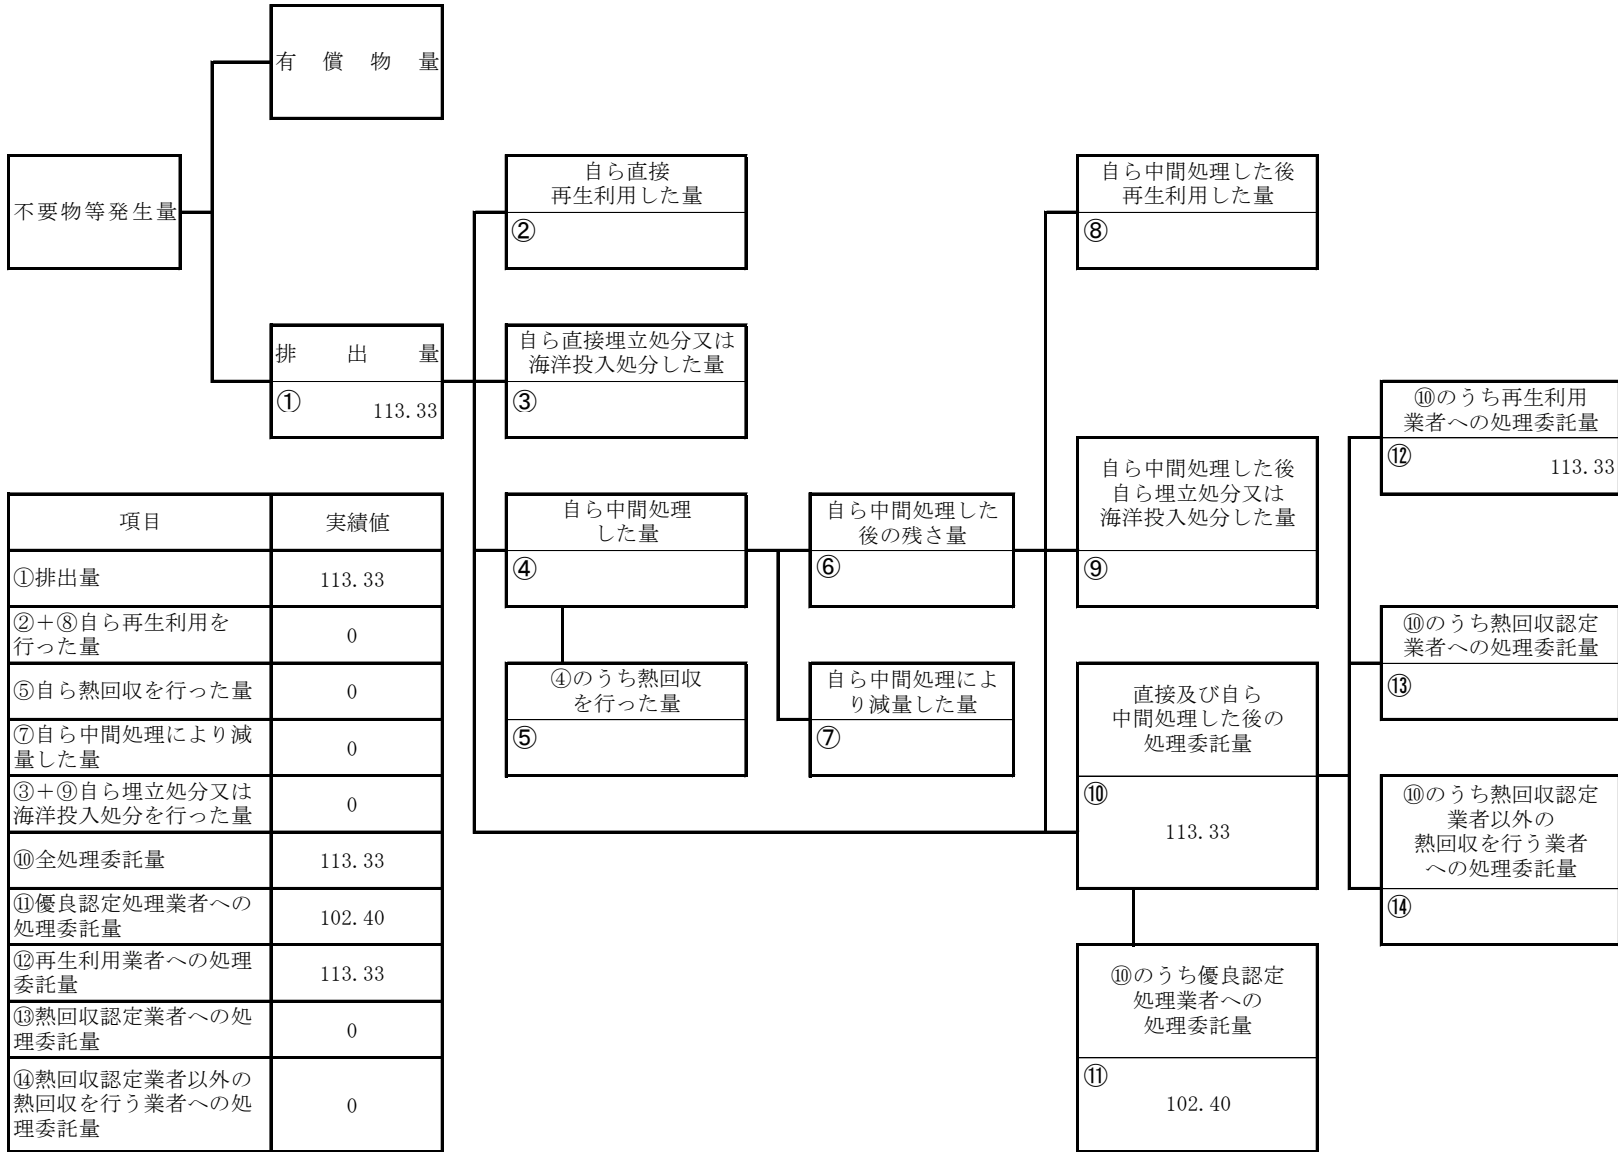 有償物量
不要物等発生量
自ら直接
再生利用した量
②
自ら中間処理した後
再生利用した量
⑧
排出量
① 113.33
自ら直接埋立処分又は
海洋投入処分した量
③
⑩のうち再生利用
業者への処理委託量
⑫ 113.33
自ら中間処理
した量
④
自ら中間処理した
後の残さ量
⑥
自ら中間処理した後
自ら埋立処分又は
海洋投入処分した量
⑨
⑩のうち熱回収認定
業者への処理委託量
⑬
④のうち熱回収
を行った量
⑤
自ら中間処理によ
り減量した量
⑦
直接及び自ら
中間処理した後の
処理委託量
⑩
113.33
⑩のうち熱回収認定
業者以外の
熱回収を行う業者
への処理委託量
⑭
⑩のうち優良認定
処理業者への
処理委託量
⑪
102.40
項目 実績値
①排出量 113.33
②+⑧自ら再生利用を
行った量 0
⑤自ら熱回収を行った量 0
⑦自ら中間処理により減
量した量 0
③+⑨自ら埋立処分又は
海洋投入処分を行った量 0
⑩全処理委託量 113.33
⑪優良認定処理業者への
処理委託量 102.40
⑫再生利用業者への処理
委託量 113.33
⑬熱回収認定業者への処
理委託量 0
⑭熱回収認定業者以外の
熱回収を行う業者への処
理委託量 0